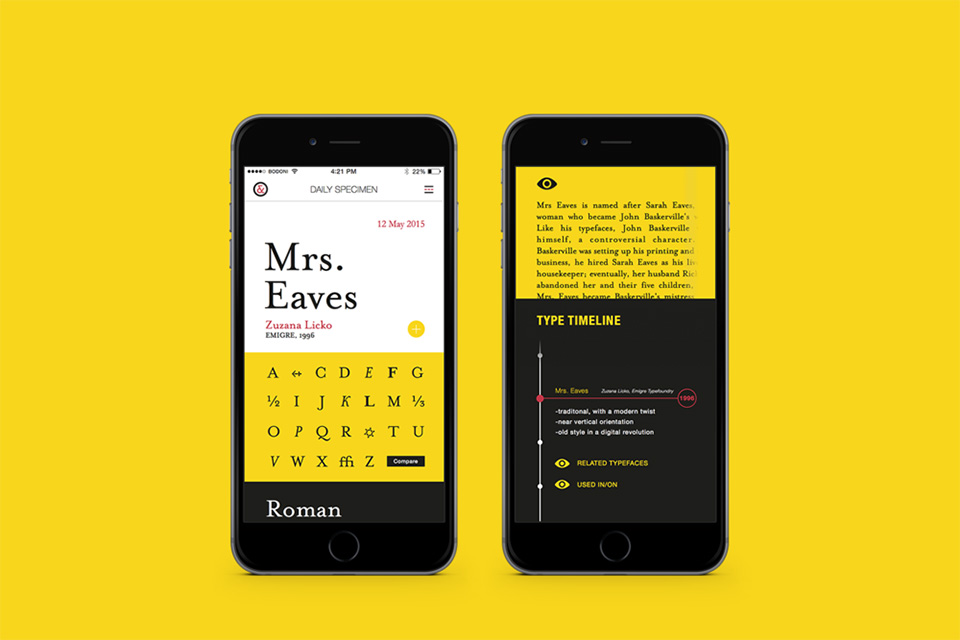 BODONI 4:21 PM 22%
&
DAILY SPECIMEN
12 May 2015
Mrs.
Eaves
Zuzana Licko
EMIGRE, 1996
A ↔ C D E F G
½ I J K L M ⅓
O P Q R ☆ T U
V W X ffi Z Compare
Roman
Mrs Eaves is named after Sarah Eaves,
woman who became John Baskerville's
Like his typefaces, John Baskerville
himself, a controversial character.
Baskerville was setting up his printing and
business, he hired Sarah Eaves as his
housekeeper; eventually, her husband
abandoned her and their five children,
Mrs. Eaves became Baskerville's mistress
TYPE TIMELINE
Mrs. Eaves Zuzana Licko, Emigre Typefoundry 1996
-traditonal, with a modern twist
-near vertical orientation
-old style in a digital revolution
RELATED TYPEFACES
USED IN/ON